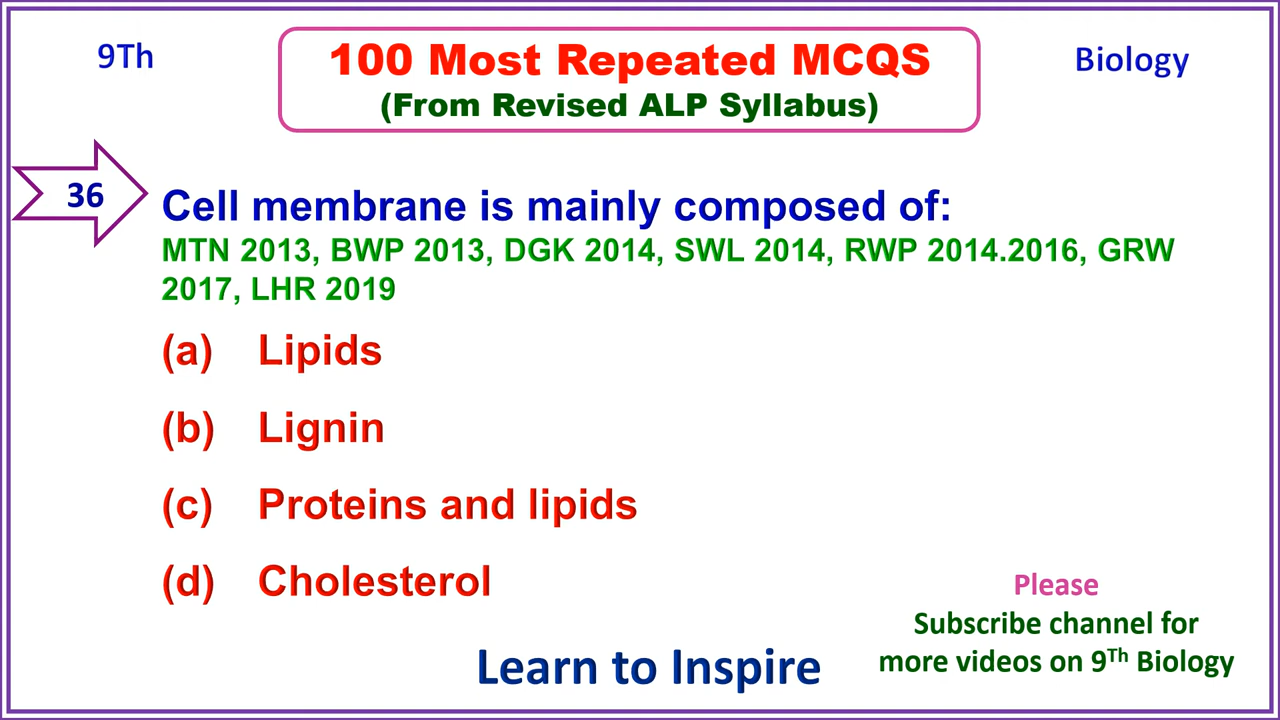 9Th
100 Most Repeated MCQS
Biology
(From Revised ALP Syllabus)
36
Cell membrane is mainly composed of:
MTN 2013, BWP 2013, DGK 2014, SWL 2014, RWP 2014.2016, GRW
2017, LHR 2019
(a) Lipids
(b) Lignin
(c) Proteins and lipids
(d) Cholesterol
Please
Subscribe channel for
more videos on 9Th Biology
Learn to Inspire